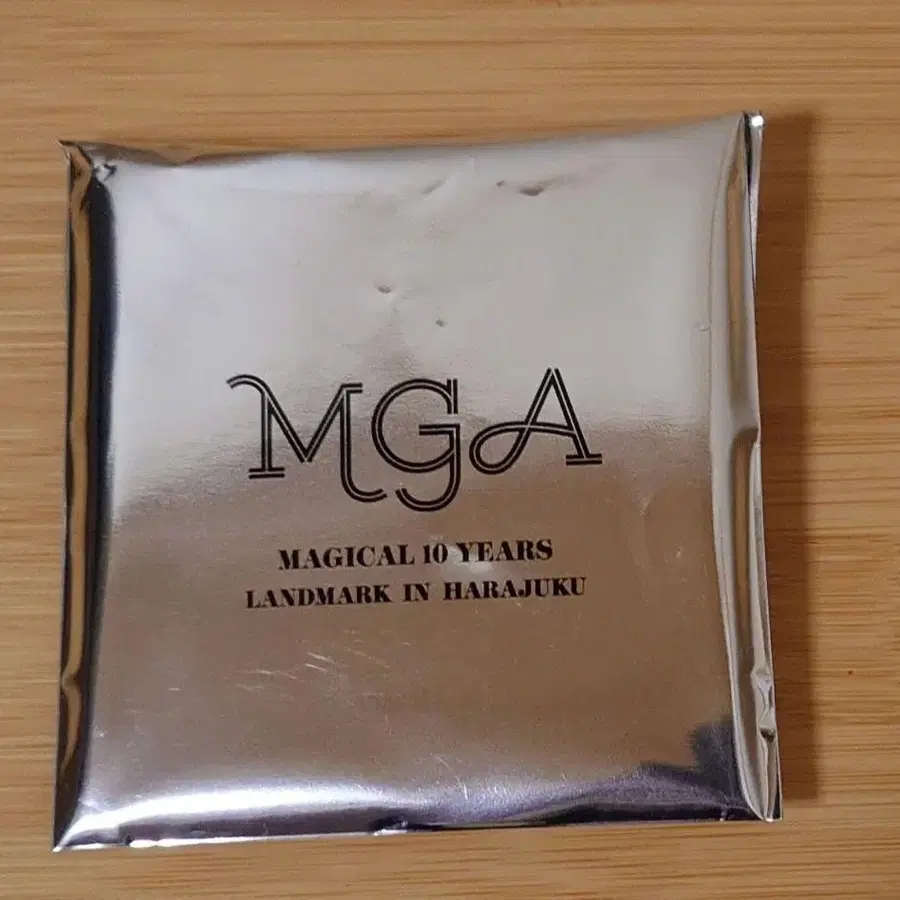 MGA
MAGICAL 10 YEARS
LANDMARK IN HARAJUKU